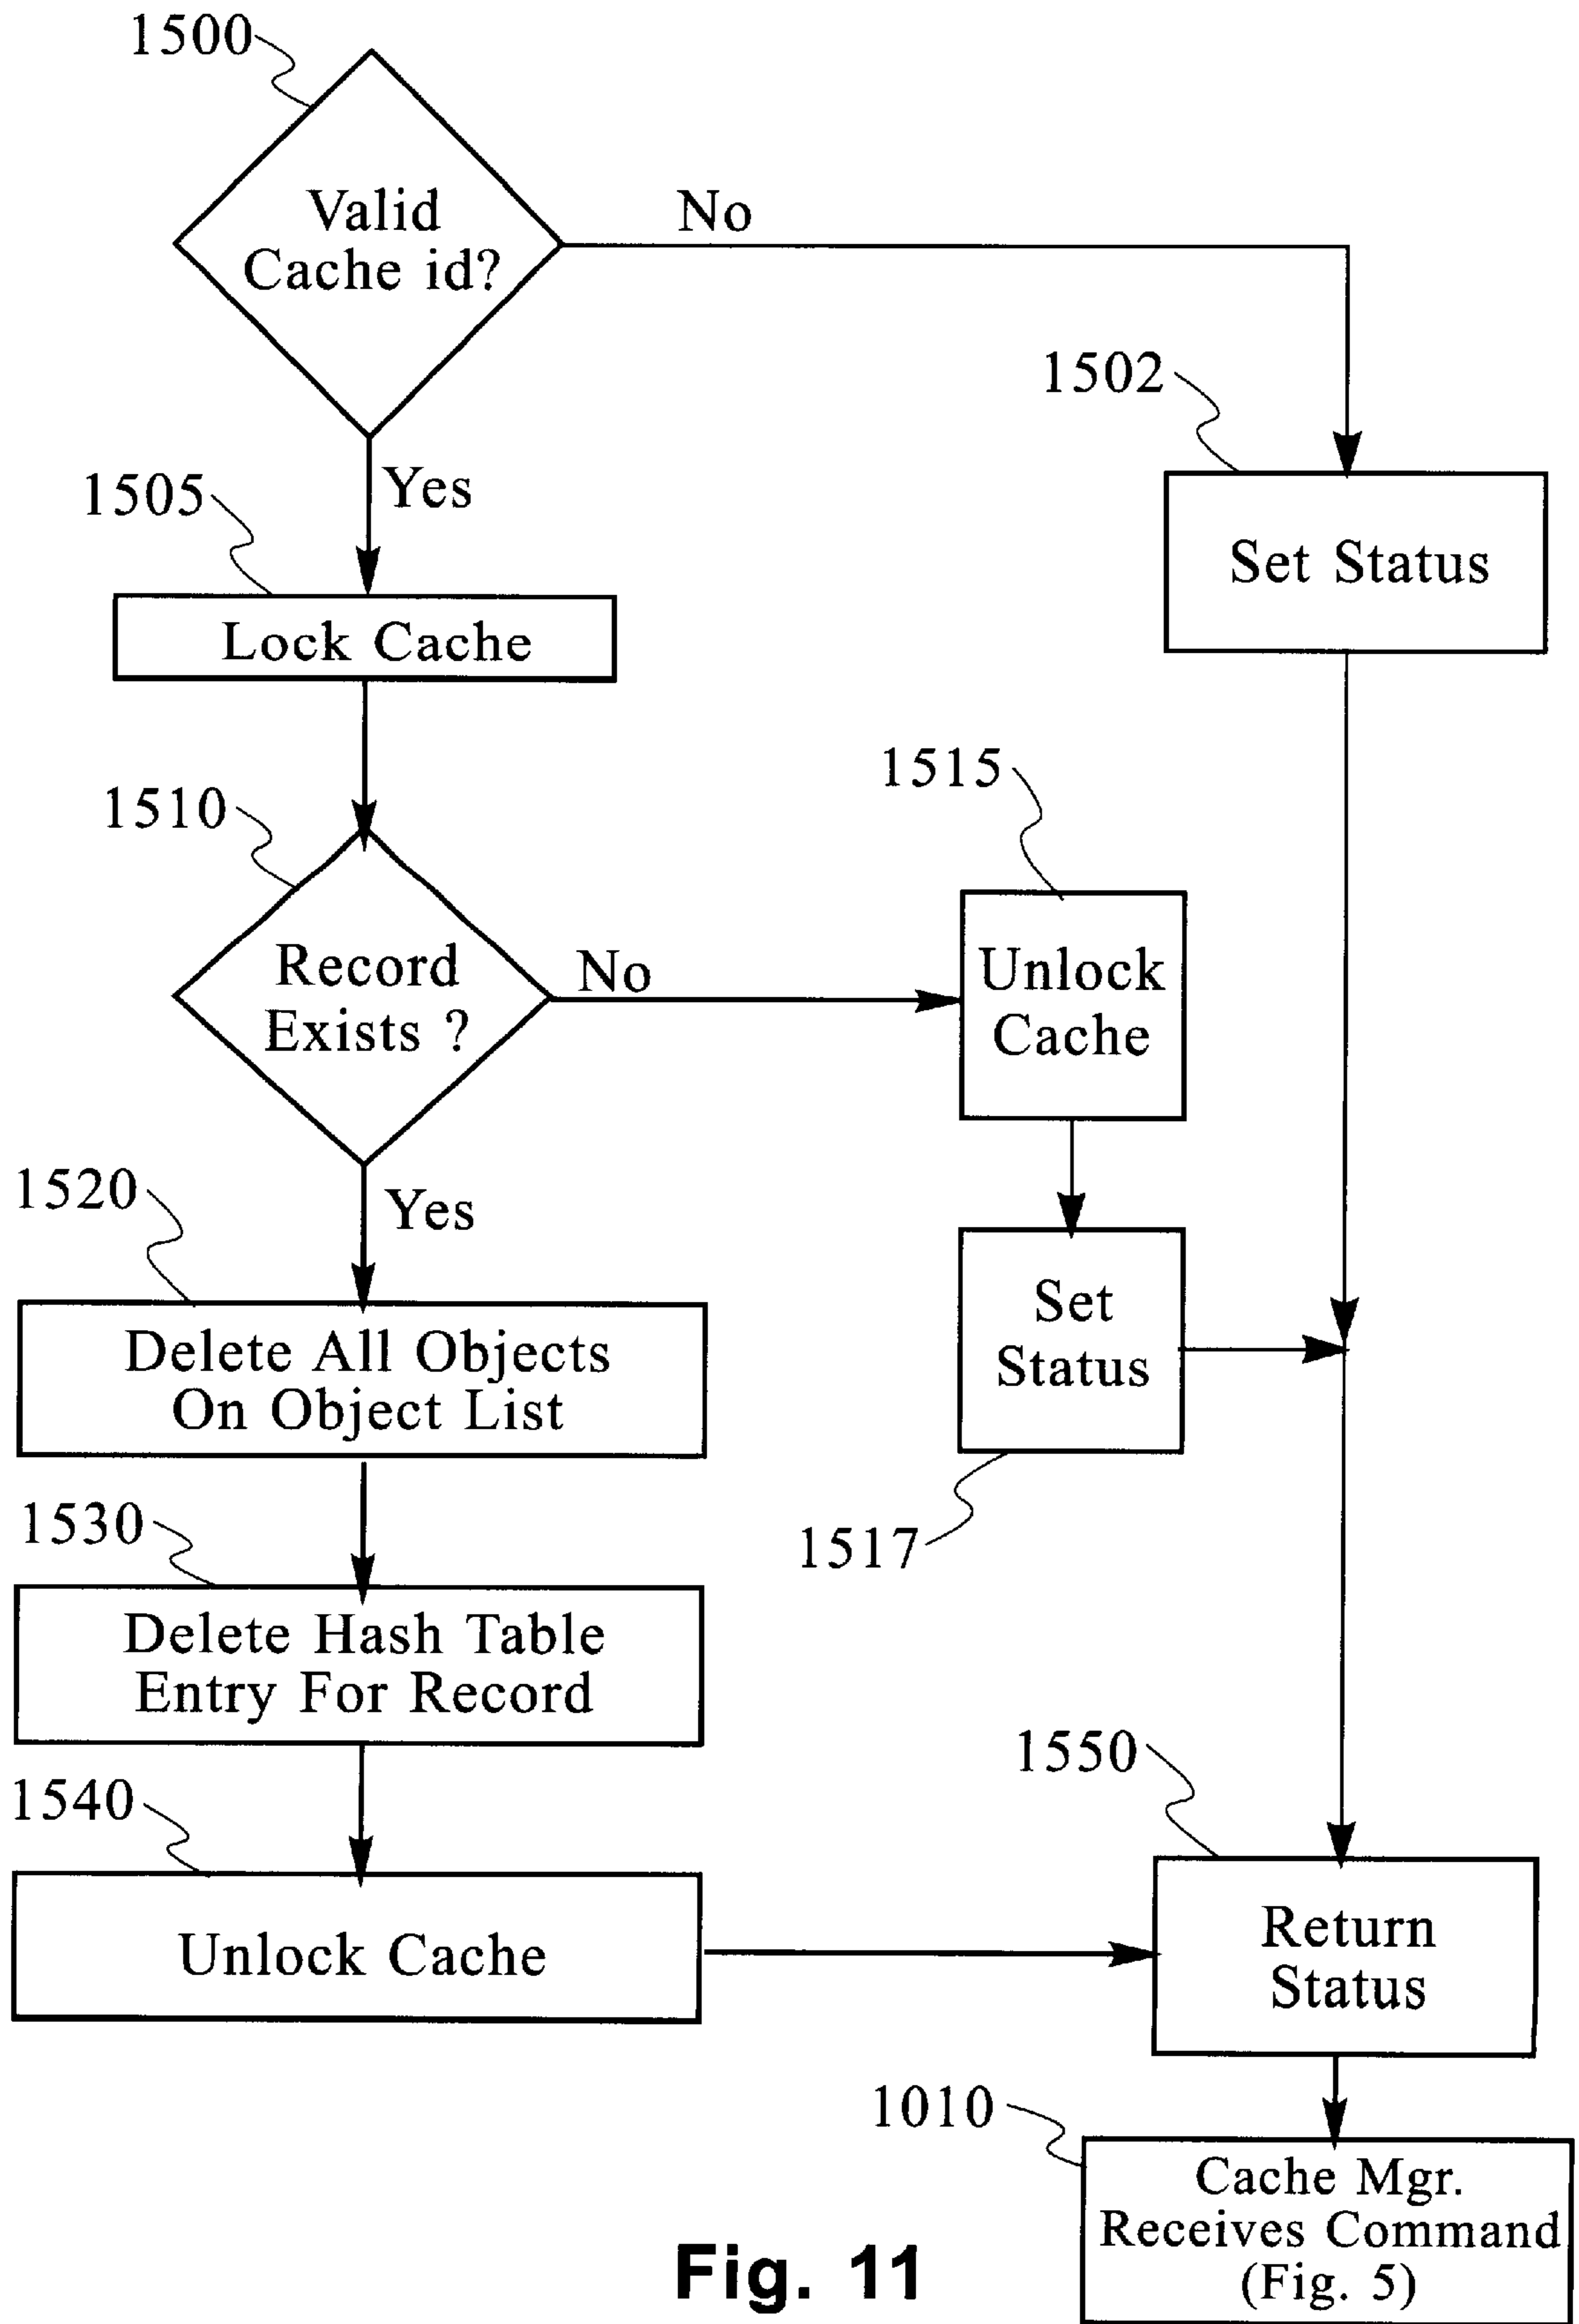 1500
Valid
Cache id?
No
1502
Set Status
Yes
1505
Lock Cache
1510
Record
Exists ?
No
1515
Unlock
Cache
Set
Status
1517
Yes
1520
Delete All Objects
On Object List
1530
Delete Hash Table
Entry For Record
1540
Unlock Cache
1550
Return
Status
1010
Cache Mgr.
Receives Command
(Fig. 5)
Fig. 11